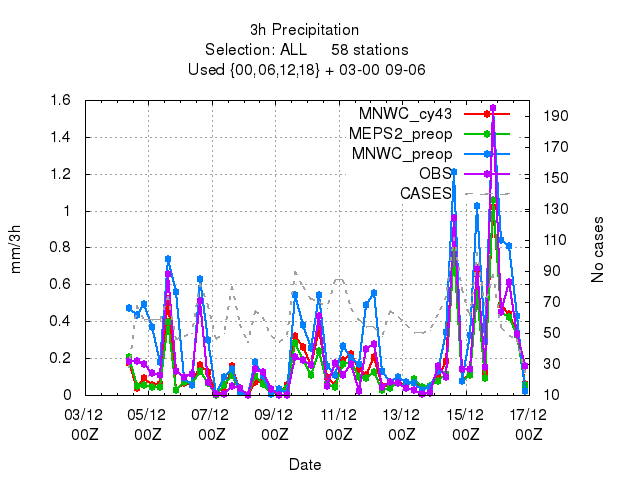 3h Precipitation
Selection: ALL 58 stations
Used {00,06,12,18} + 03-00 09-06
1.6
1.4
1.2
1
0.8
0.6
0.4
0.2
0
mm/3h
190
170
150
130
110
90
70
50
30
10
No cases
MNWC_cy43
MEPS2_preop
MNWC_preop
OBS
CASES
03/12 05/12 07/12 09/12 11/12 13/12 15/12 17/12
00Z 00Z 00Z 00Z 00Z 00Z 00Z 00Z
Date